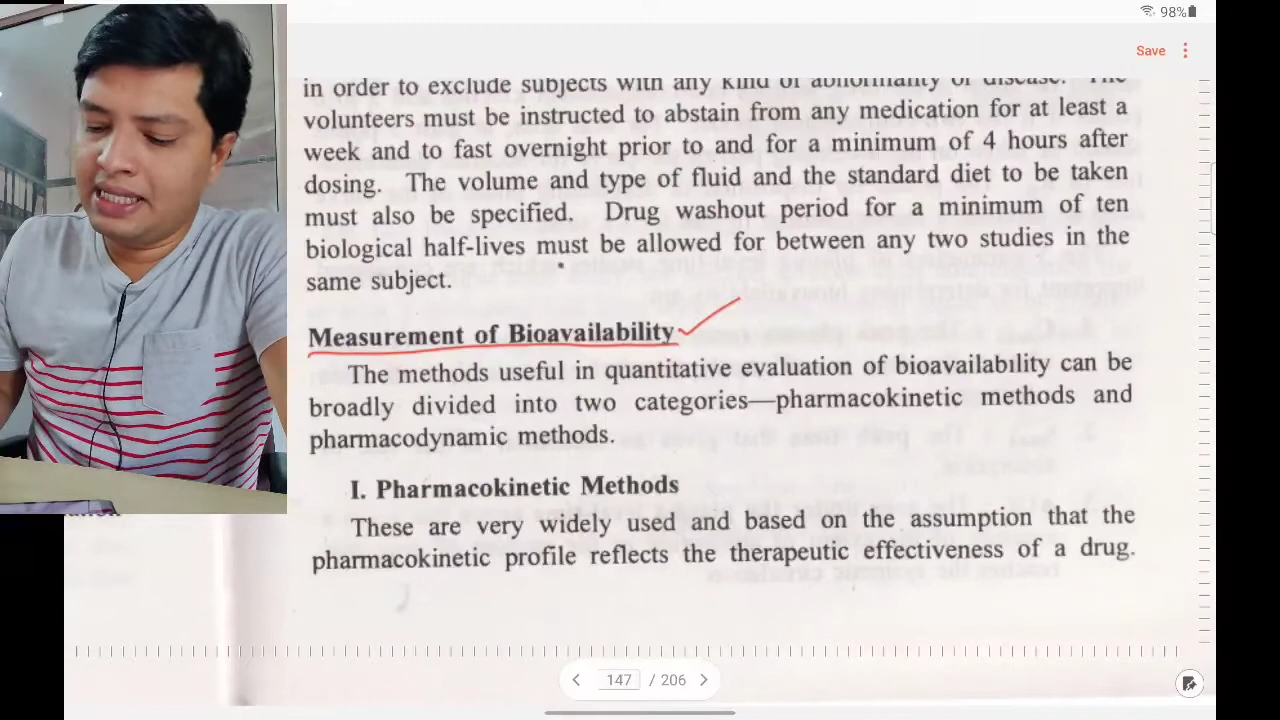 98%
Save
in order to exclude subjects with any kind of abnormality or disease. The
volunteers must be instructed to abstain from any medication for at least a
week and to fast overnight prior to and for a minimum of 4 hours after
dosing. The volume and type of fluid and the standard diet to be taken
must also be specified. Drug washout period for a minimum of ten
biological half-lives must be allowed for between any two studies in the
same subject.
Measurement of Bioavailability
The methods useful in quantitative evaluation of bioavailability can be
broadly divided into two categories—pharmacokinetic methods and
pharmacodynamic methods.
I. Pharmacokinetic Methods
These are very widely used and based on the assumption that the
pharmacokinetic profile reflects the therapeutic effectiveness of a drug.
147 / 206